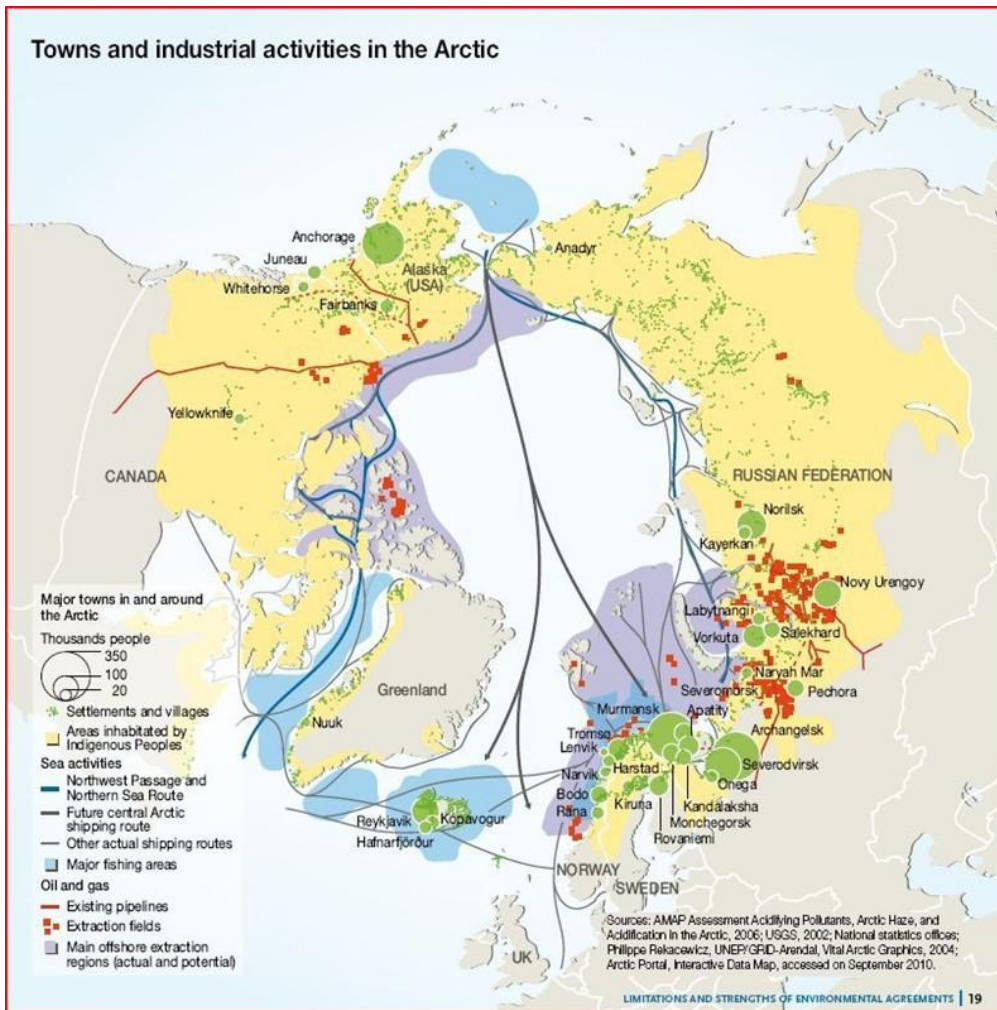 Towns and industrial activities in the Arctic
Anchorage
Juneau
Whitehorse
Alaska
(USA)
Fairbanks
Anadyr
Yellowknife
CANADA
RUSSIAN FEDERATION
Norilsk
Kayerkan
Novy Urengoy
Labytnangi
Vorkuta
Salekhard
Naryah Mar
Severomorsk
Pechora
Murmansk
Apatity
Archangelsk
Tromsø
Lenvik
Harstad
Severodvirsk
Narvik
Onega
Bodo
Kiruna
Kandalaksha
Rana
Monchegorsk
Rovaniemi
Greenland
Nuuk
Reykjavik
Kopavogur
Hafnarfjörður
NORWAY
SWEDEN
UK
Major towns in and around
the Arctic
Thousands people
350
100
20
Settlements and villages
Areas inhabited by
Indigenous Peoples
Sea activities
Northwest Passage and
Northern Sea Route
Future central Arctic
shipping route
Other actual shipping routes
Major fishing areas
Oil and gas
Existing pipelines
Extraction fields
Main offshore extraction
regions (actual and potential)
Sources: AMAP Assessment Acidifying Pollutants, Arctic Haze, and
Acidification in the Arctic, 2006; USGS, 2002; National statistics offices;
Philippe Rekacewicz, UNEP/GRID-Arendal, Vital Arctic Graphics, 2004;
Arctic Portal, Interactive Data Map, accessed on September 2010.
LIMITATIONS AND STRENGTHS OF ENVIRONMENTAL AGREEMENTS | 19